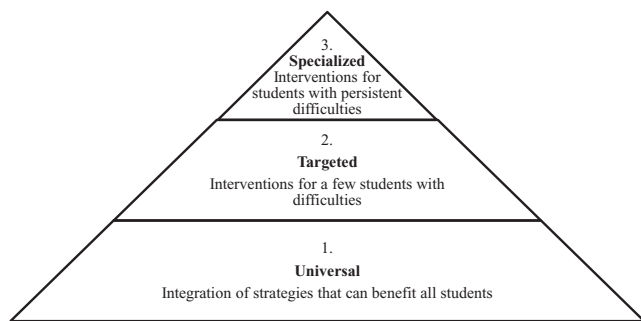 3.
Specialized
Interventions for
students with persistent
difficulties
2.
Targeted
Interventions for a few students with
difficulties
1.
Universal
Integration of strategies that can benefit all students